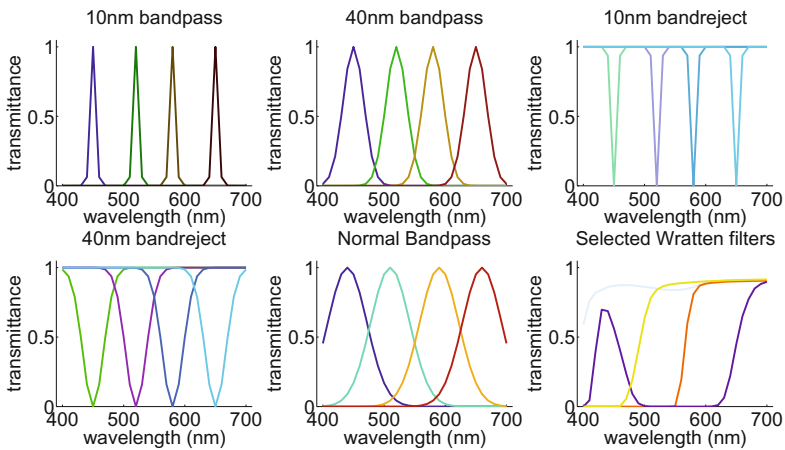 10nm bandpass
40nm bandpass
10nm bandreject
transmittance
1
0.5
0
400 500 600 700
wavelength (nm)
transmittance
1
0.5
0
400 500 600 700
wavelength (nm)
transmittance
1
0.5
0
400 500 600 700
wavelength (nm)
40nm bandreject
Normal Bandpass
Selected Wratten filters
transmittance
1
0.5
0
400 500 600 700
wavelength (nm)
transmittance
1
0.5
0
400 500 600 700
wavelength (nm)
transmittance
1
0.5
0
400 500 600 700
wavelength (nm)